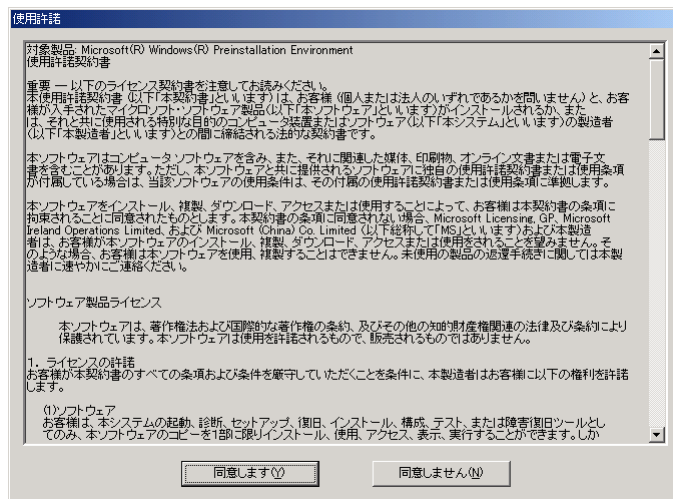 使用許諾
対象製品: Microsoft(R) Windows(R) Preinstallation Environment
使用許諾契約書
重要 ― 以下のライセンス契約書を注意してお読みください。
本使用許諾契約書 (以下｢本契約書｣といいます) は、お客様 (個人または法人のいずれであるかを問いません) と、お客
様が入手されたマイクロソフト・ソフトウェア製品(以下｢本ソフトウェア｣といいます)がインストールされるか、また
は、それと共に使用される特別な目的のコンピュータ装置またはソフトウェア(以下｢本システム｣といいます)の製造者
(以下｢本製造者｣といいます)との間に締結される法的な契約書です。
本ソフトウェアはコンピュータ ソフトウェアを含み、また、それに関連した媒体、印刷物、オンライン文書または電子文
書を含むことがあります。ただし、本ソフトウェアと共に提供されるソフトウェアに独自の使用許諾契約書または使用条項
が付属している場合は、当該ソフトウェアの使用条件は、その付属の使用許諾契約書または使用条項に準拠します。
本ソフトウェアをインストール、複製、ダウンロード、アクセスまたは使用することによって、お客様は本契約書の条項に
拘束されることに同意されたものとします。本契約書の条項に同意されない場合、Microsoft Licensing, GP、Microsoft
Ireland Operations Limited、および Microsoft (China) Co. Limited (以下総称して｢MS｣といいます)および本製造
者は、お客様が本ソフトウェアのインストール、複製、ダウンロード、アクセスまたは使用をされることを望みません。そ
のような場合、お客様は本ソフトウェアを使用、複製することはできません。未使用の製品の返還手続きに関しては本製
造者に速やかにご連絡ください。
ソフトウェア製品ライセンス
本ソフトウェアは、著作権法および国際的な著作権の条約、及びその他の知的財産権関連の法律及び条約により
保護されています。本ソフトウェアは使用を許諾されるもので、販売されるものではありません。
1. ライセンスの許諾
お客様が本契約書のすべての条項および条件を厳守していただくことを条件に、本製造者はお客様に以下の権利を許諾
します。
(1)ソフトウェア
お客様は、本システムの起動、診断、セットアップ、復旧、インストール、構成、テスト、または障害復旧ツールとし
てのみ、本ソフトウェアのコピーを1部に限りインストール、使用、アクセス、表示、実行することができます。しか
同意します(Y) 同意しません(N)